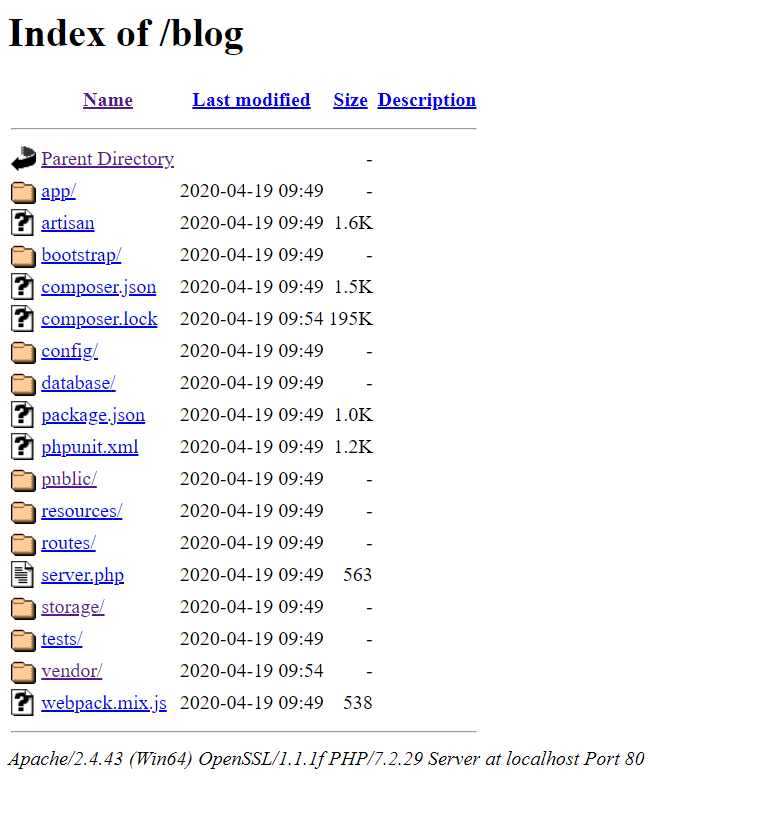 Index of /blog
Name Last modified Size Description
Parent Directory -
app/ 2020-04-19 09:49 -
artisan 2020-04-19 09:49 1.6K
bootstrap/ 2020-04-19 09:49 -
composer.json 2020-04-19 09:49 1.5K
composer.lock 2020-04-19 09:54 195K
config/ 2020-04-19 09:49 -
database/ 2020-04-19 09:49 -
package.json 2020-04-19 09:49 1.0K
phpunit.xml 2020-04-19 09:49 1.2K
public/ 2020-04-19 09:49 -
resources/ 2020-04-19 09:49 -
routes/ 2020-04-19 09:49 -
server.php 2020-04-19 09:49 563
storage/ 2020-04-19 09:49 -
tests/ 2020-04-19 09:49 -
vendor/ 2020-04-19 09:54 -
webpack.mix.js 2020-04-19 09:49 538
Apache/2.4.43 (Win64) OpenSSL/1.1.1f PHP/7.2.29 Server at localhost Port 80